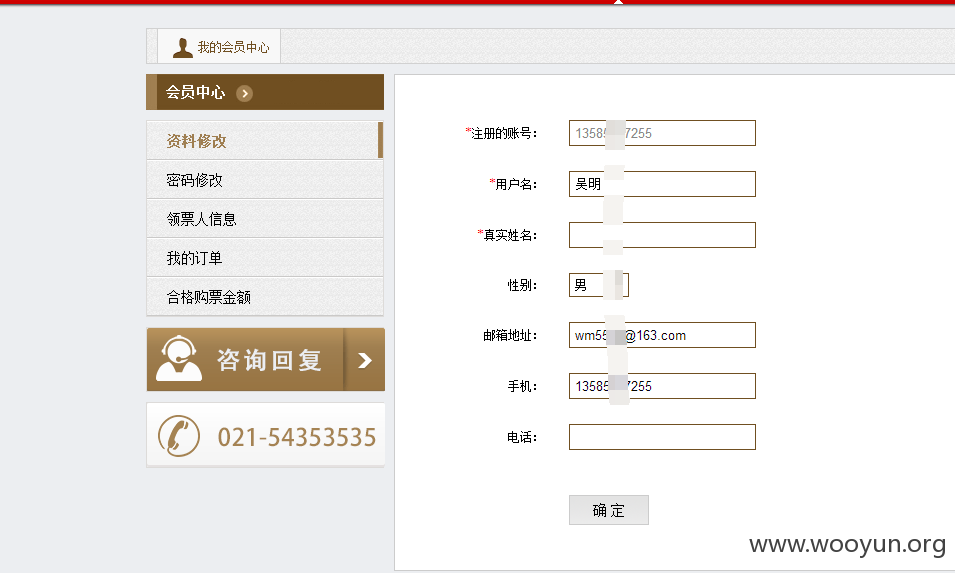 我的会员中心
会员中心
资料修改
密码修改
领票人信息
我的订单
合格购票金额
咨询回复
021-54353535
*注册的账号： 13585 7255
*用户名： 吴明
*真实姓名：
性别： 男
邮箱地址： wm55 @163.com
手机： 13585 7255
电话：
确 定
www.wooyun.org